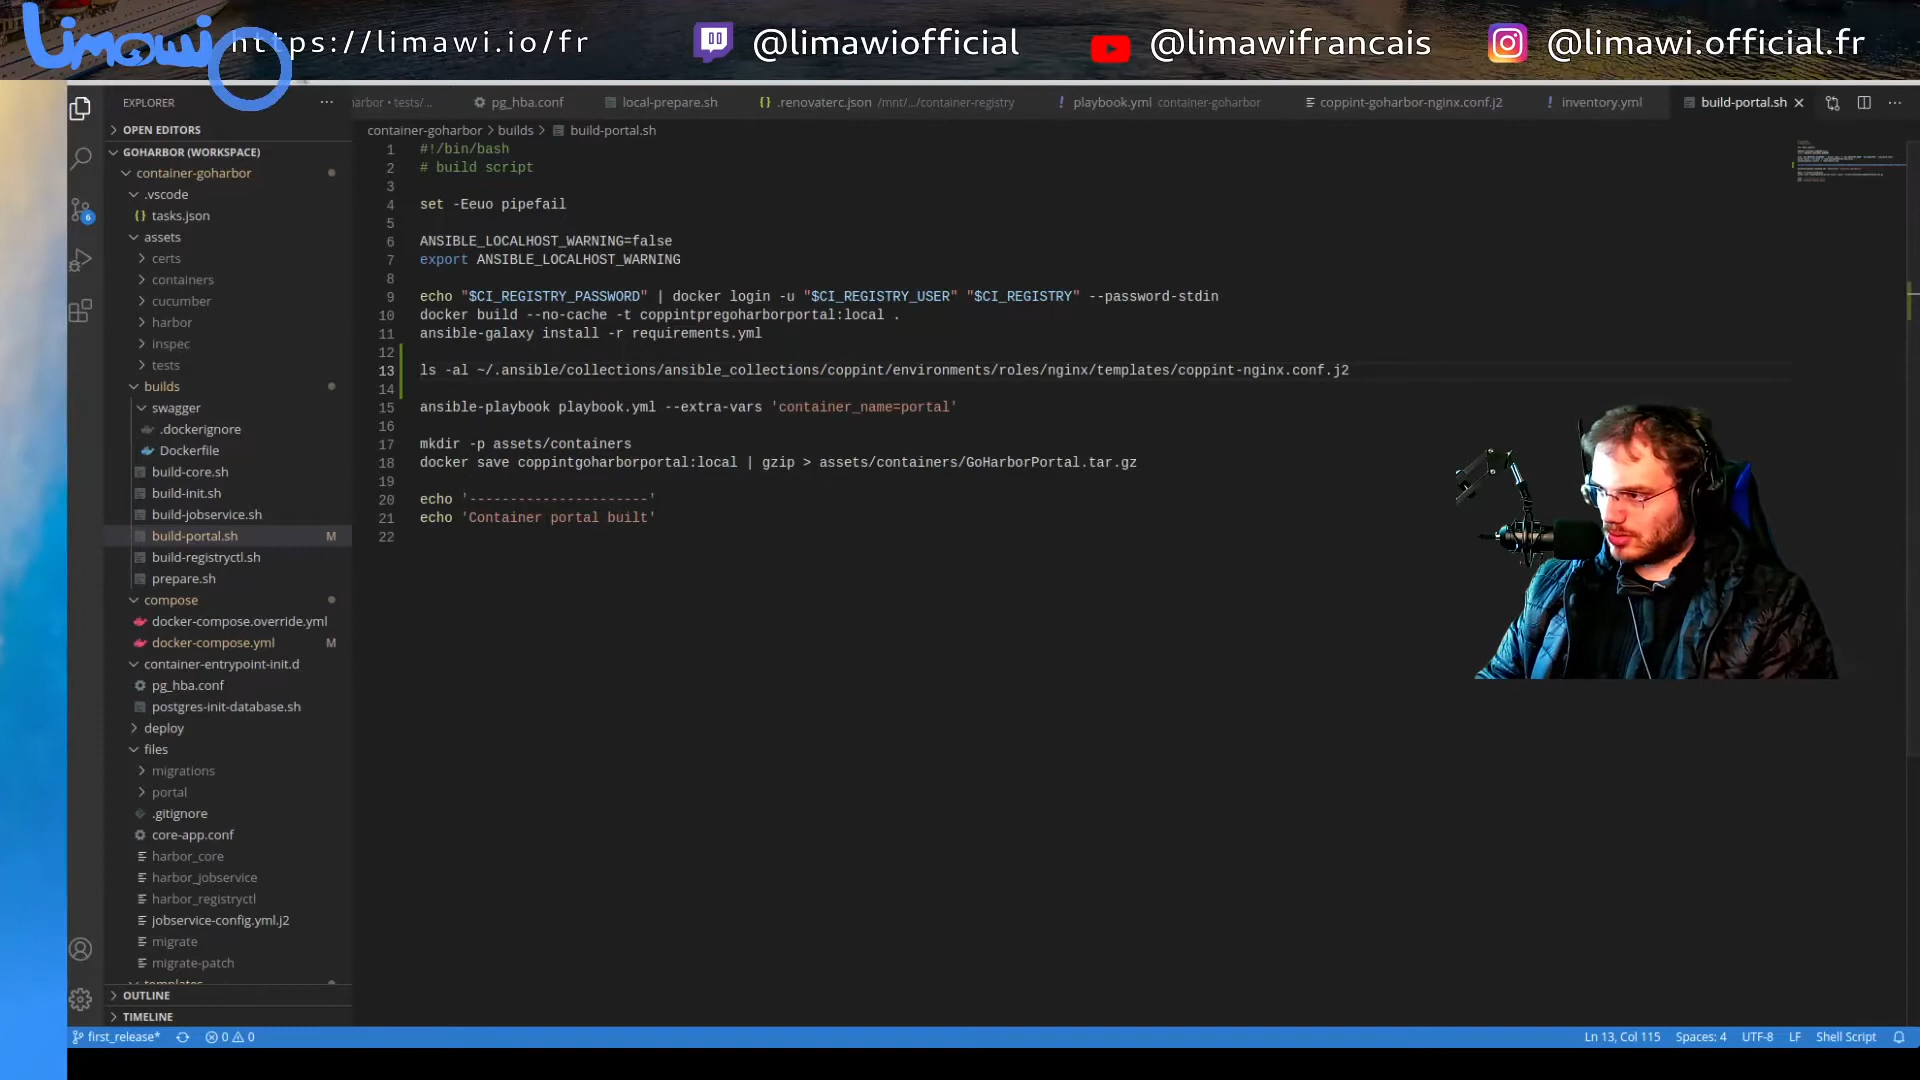 Limawi
https://limawi.io/fr
@limawiofficial
@limawifrancais
@limawi.official.fr
EXPLORER
arbor • tests/...
pg_hba.conf
local-prepare.sh
{} .renovaterc.json /mnt/.../container-registry
! playbook.yml container-goharbor
coppint-goharbor-nginx.conf.j2
! inventory.yml
build-portal.sh
container-goharbor > builds > build-portal.sh
OPEN EDITORS
GOHARBOR (WORKSPACE)
container-goharbor
.vscode
{} tasks.json
assets
certs
containers
cucumber
harbor
inspec
tests
builds
swagger
.dockerignore
Dockerfile
build-core.sh
build-init.sh
build-jobservice.sh
build-portal.sh M
build-registryctl.sh
prepare.sh
compose
docker-compose.override.yml
docker-compose.yml M
container-entrypoint-init.d
pg_hba.conf
postgres-init-database.sh
deploy
files
migrations
portal
.gitignore
core-app.conf
harbor_core
harbor_jobservice
harbor_registryctl
jobservice-config.yml.j2
migrate
migrate-patch
templates
OUTLINE
TIMELINE
6
1 #!/bin/bash
2 # build script
3
4 set -Eeuo pipefail
5
6 ANSIBLE_LOCALHOST_WARNING=false
7 export ANSIBLE_LOCALHOST_WARNING
8
9 echo "$CI_REGISTRY_PASSWORD" | docker login -u "$CI_REGISTRY_USER" "$CI_REGISTRY" --password-stdin
10 docker build --no-cache -t coppintpregoharborportal:local .
11 ansible-galaxy install -r requirements.yml
12
13 ls -al ~/.ansible/collections/ansible_collections/coppint/environments/roles/nginx/templates/coppint-nginx.conf.j2
14
15 ansible-playbook playbook.yml --extra-vars 'container_name=portal'
16
17 mkdir -p assets/containers
18 docker save coppintgoharborportal:local | gzip > assets/containers/GoHarborPortal.tar.gz
19
20 echo '----------------------'
21 echo 'Container portal built'
22
first_release*
0 0
Ln 13, Col 115
Spaces: 4
UTF-8
LF
Shell Script